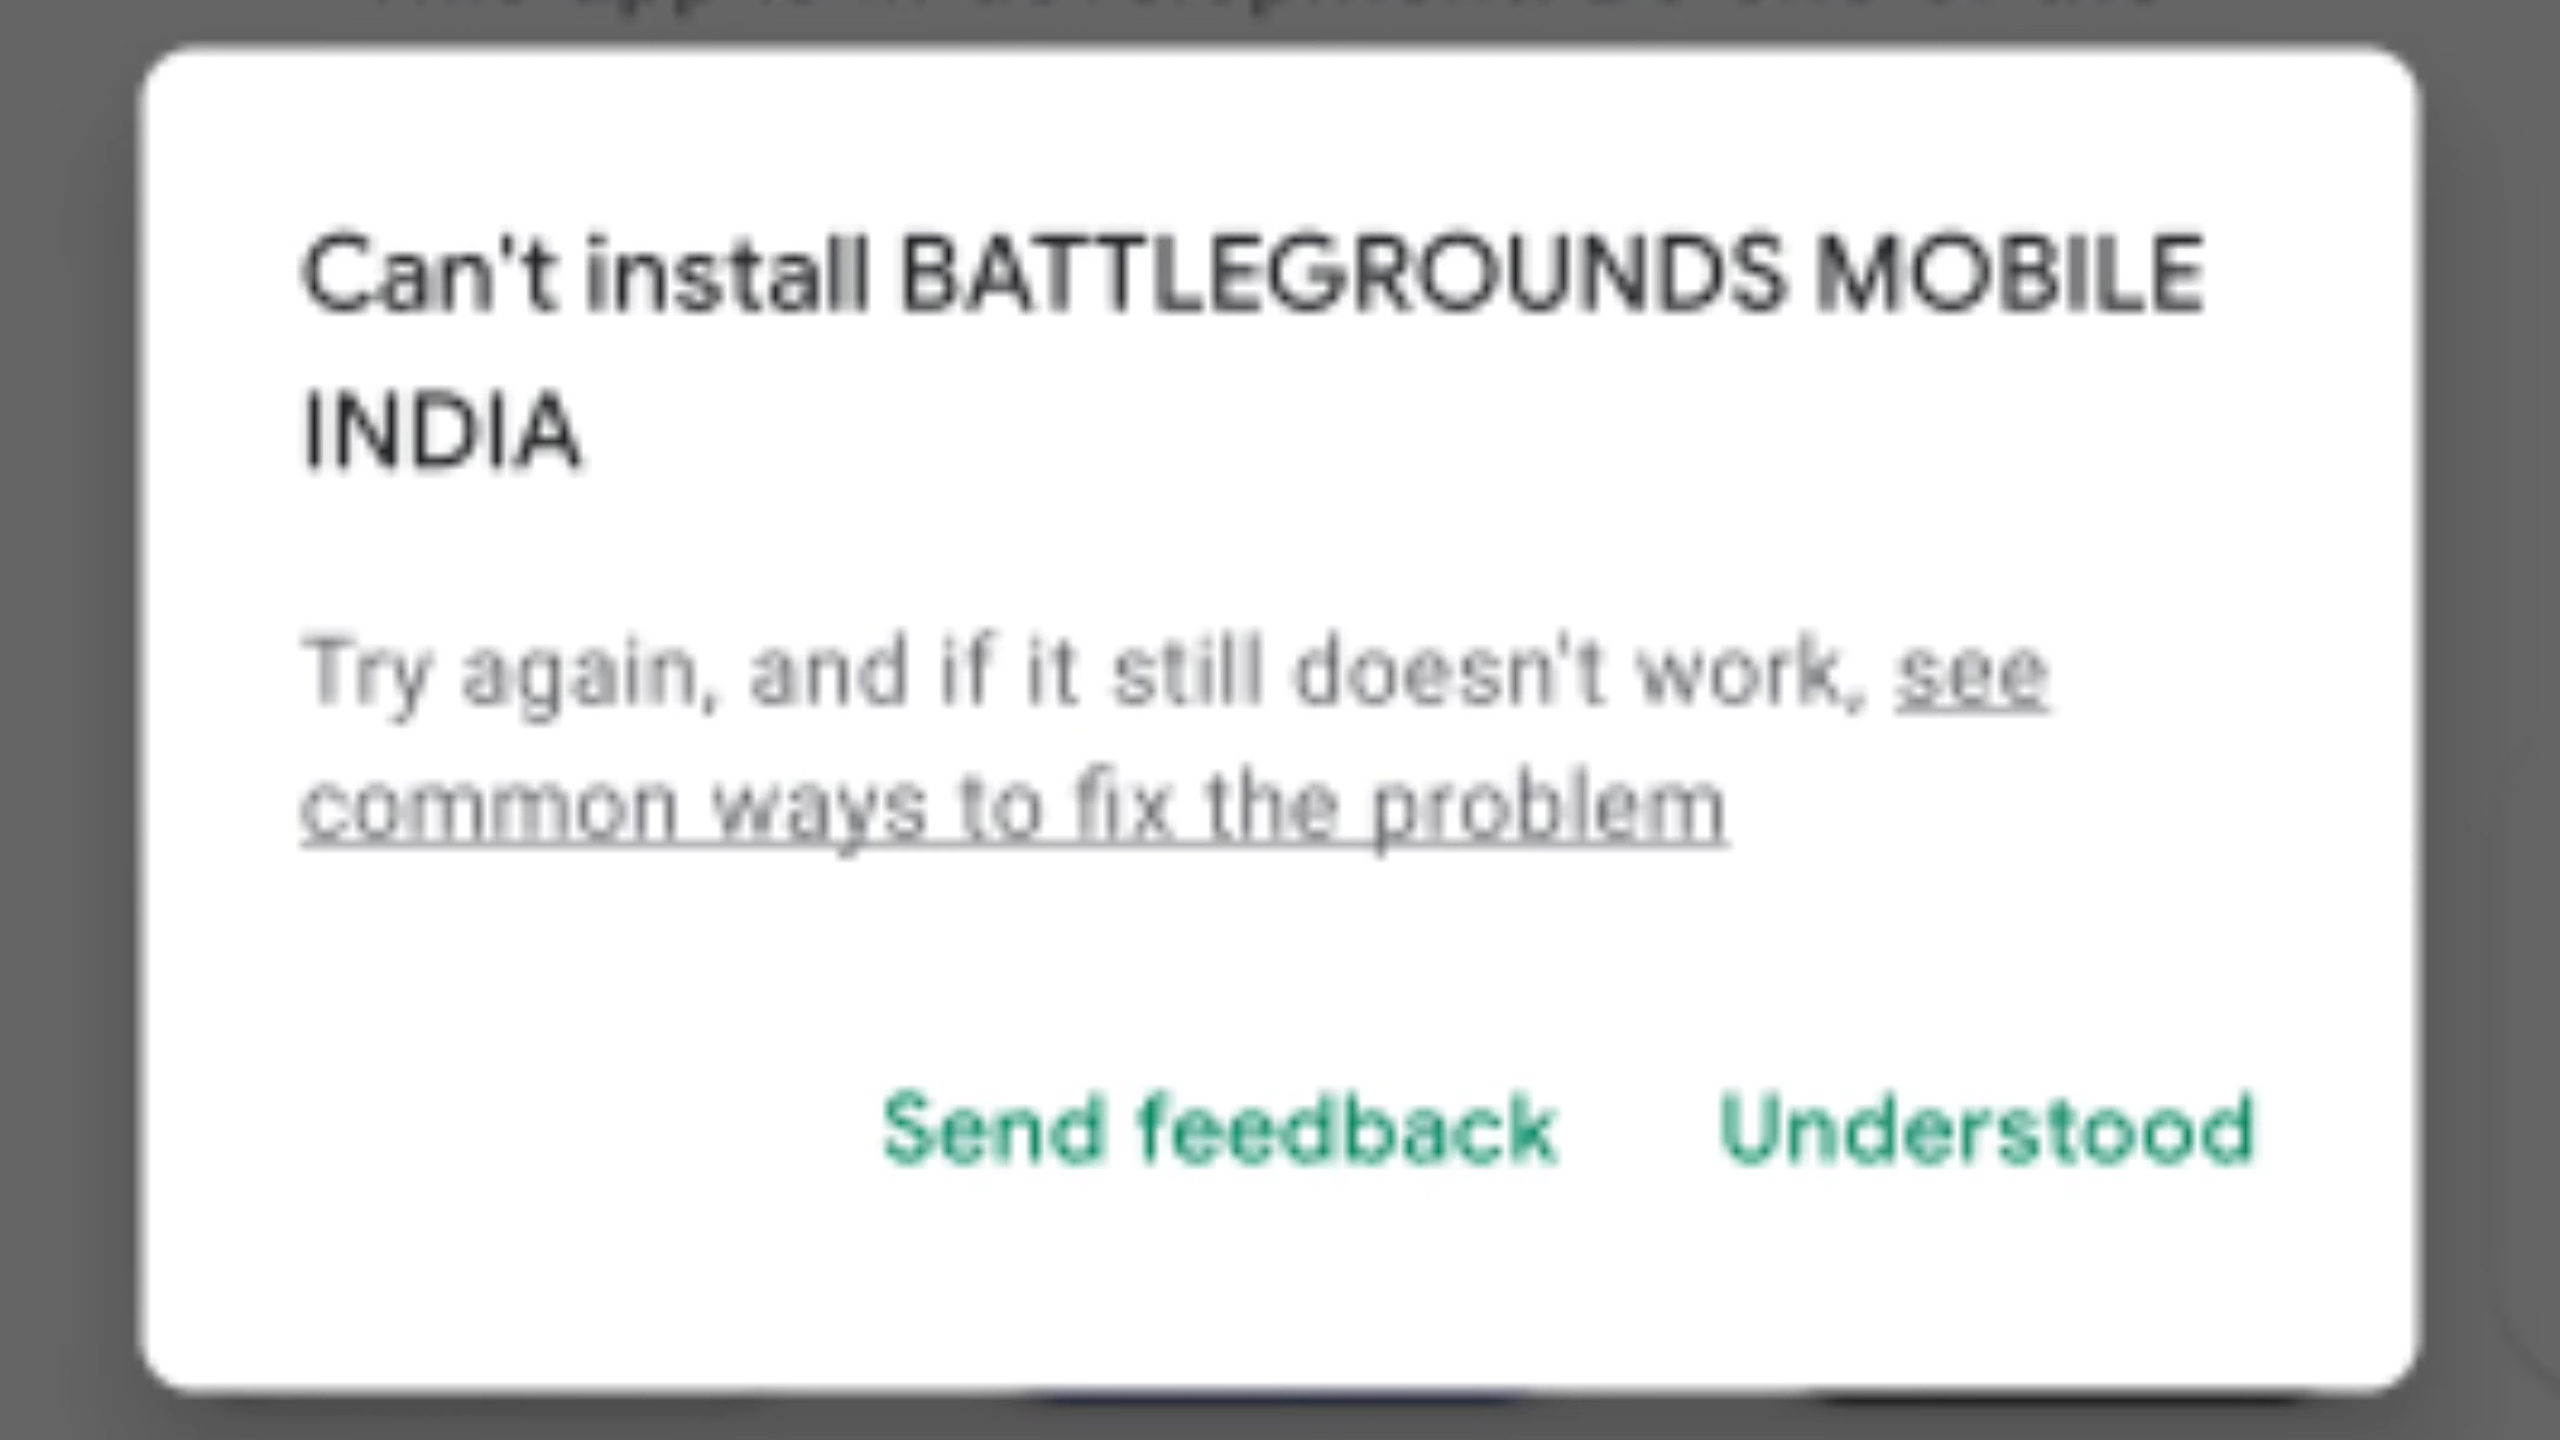 Can't install BATTLEGROUNDS MOBILE
INDIA
Try again, and if it still doesn't work, see
common ways to fix the problem
Send feedback Understood